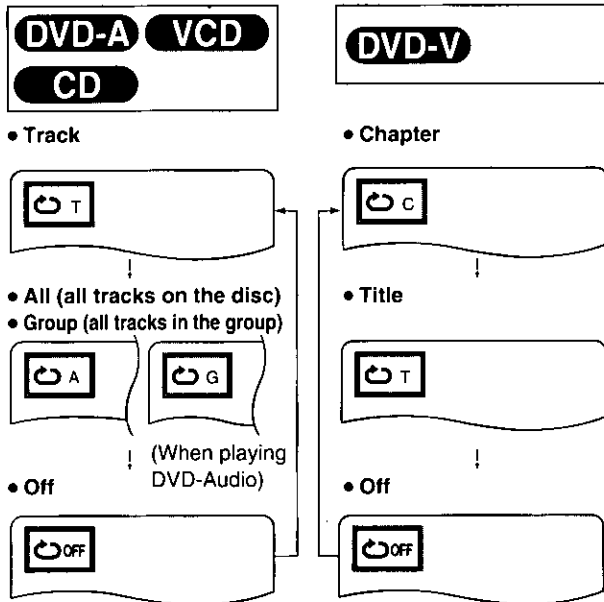 DVD-A VCD
CD
• Track
T
• All (all tracks on the disc)
• Group (all tracks in the group)
A
G
(When playing
DVD-Audio)
• Off
OFF
DVD-V
• Chapter
C
• Title
T
• Off
OFF